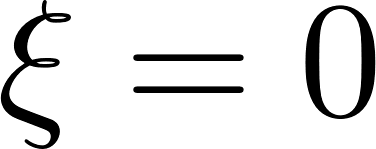 ξ = 0